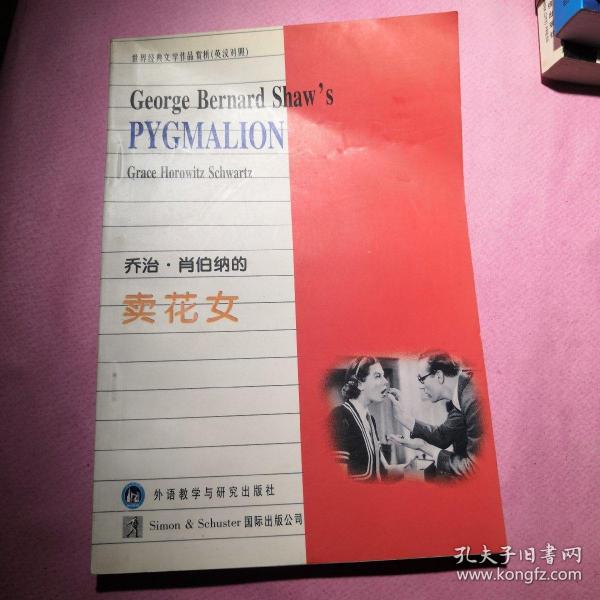 世界经典文学作品赏析(英汉对照)
George Bernard Shaw's
PYGMALION
Grace Horowitz Schwartz
乔治·肖伯纳的
卖花女
外语教学与研究出版社
Simon & Schuster 国际出版公司
孔夫子旧书网
www.kongfz.com